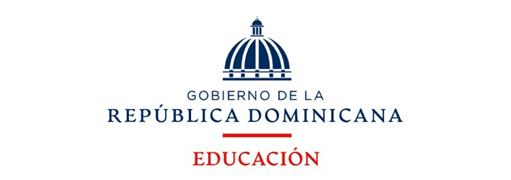 GOBIERNO DE LA
REPÚBLICA DOMINICANA
EDUCACIÓN